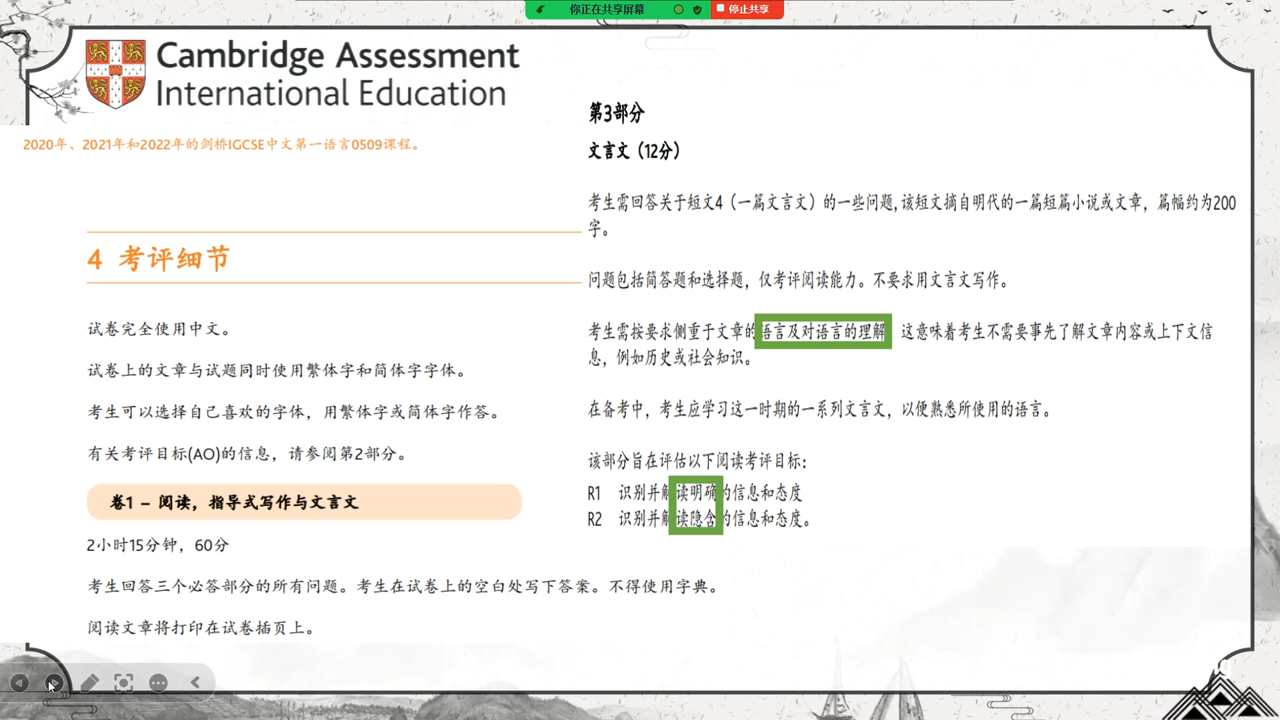 你正在共享屏幕
停止共享
Cambridge Assessment
International Education
2020年、2021年和2022年的剑桥IGCSE中文第一语言0509课程。
4 考评细节
试卷完全使用中文。
试卷上的文章与试题同时使用繁体字和简体字字体。
考生可以选择自己喜欢的字体，用繁体字或简体字作答。
有关考评目标(AO)的信息，请参阅第2部分。
卷1 – 阅读，指导式写作与文言文
2小时15分钟，60分
考生回答三个必答部分的所有问题。考生在试卷上的空白处写下答案。不得使用字典。
阅读文章将打印在试卷插页上。
第3部分
文言文（12分）
考生需回答关于短文4（一篇文言文）的一些问题,该短文摘自明代的一篇短篇小说或文章，篇幅约为200
字。
问题包括简答题和选择题，仅考评阅读能力。不要求用文言文写作。
考生需按要求侧重于文章的语言及对语言的理解 这意味着考生不需要事先了解文章内容或上下文信
息，例如历史或社会知识。
在备考中，考生应学习这一时期的一系列文言文，以便熟悉所使用的语言。
该部分旨在评估以下阅读考评目标：
R1 识别并解读明确的信息和态度
R2 识别并解读隐含的信息和态度。